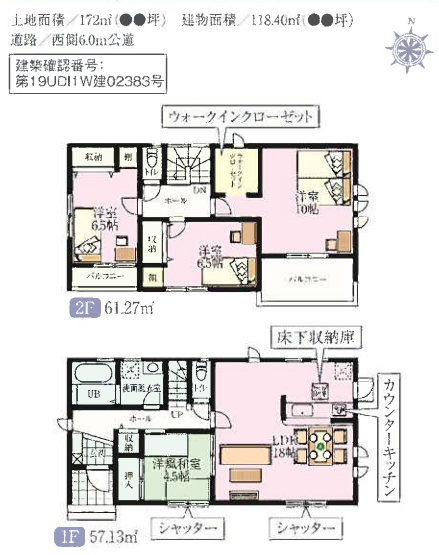 土地面積／172㎡(●●坪)　建物面積／118.40㎡(●●坪)
道路／西側6.0m公道
N
建築確認番号:
第19UDI1W建02383号
ウォークインクローゼット
収納
棚
トイレ
DN
ウォークインクローゼット
洋室
10帖
洋室
6.5帖
ホール
収納
洋室
6.5帖
棚
バルコニー
バルコニー
2F 61.27㎡
床下収納庫
カウンターキッチン
UB
洗面脱衣室
トイレ
UP
ホール
玄関
収納
押入
洋風和室
4.5帖
LDK
18帖
シャッター
シャッター
1F 57.13㎡